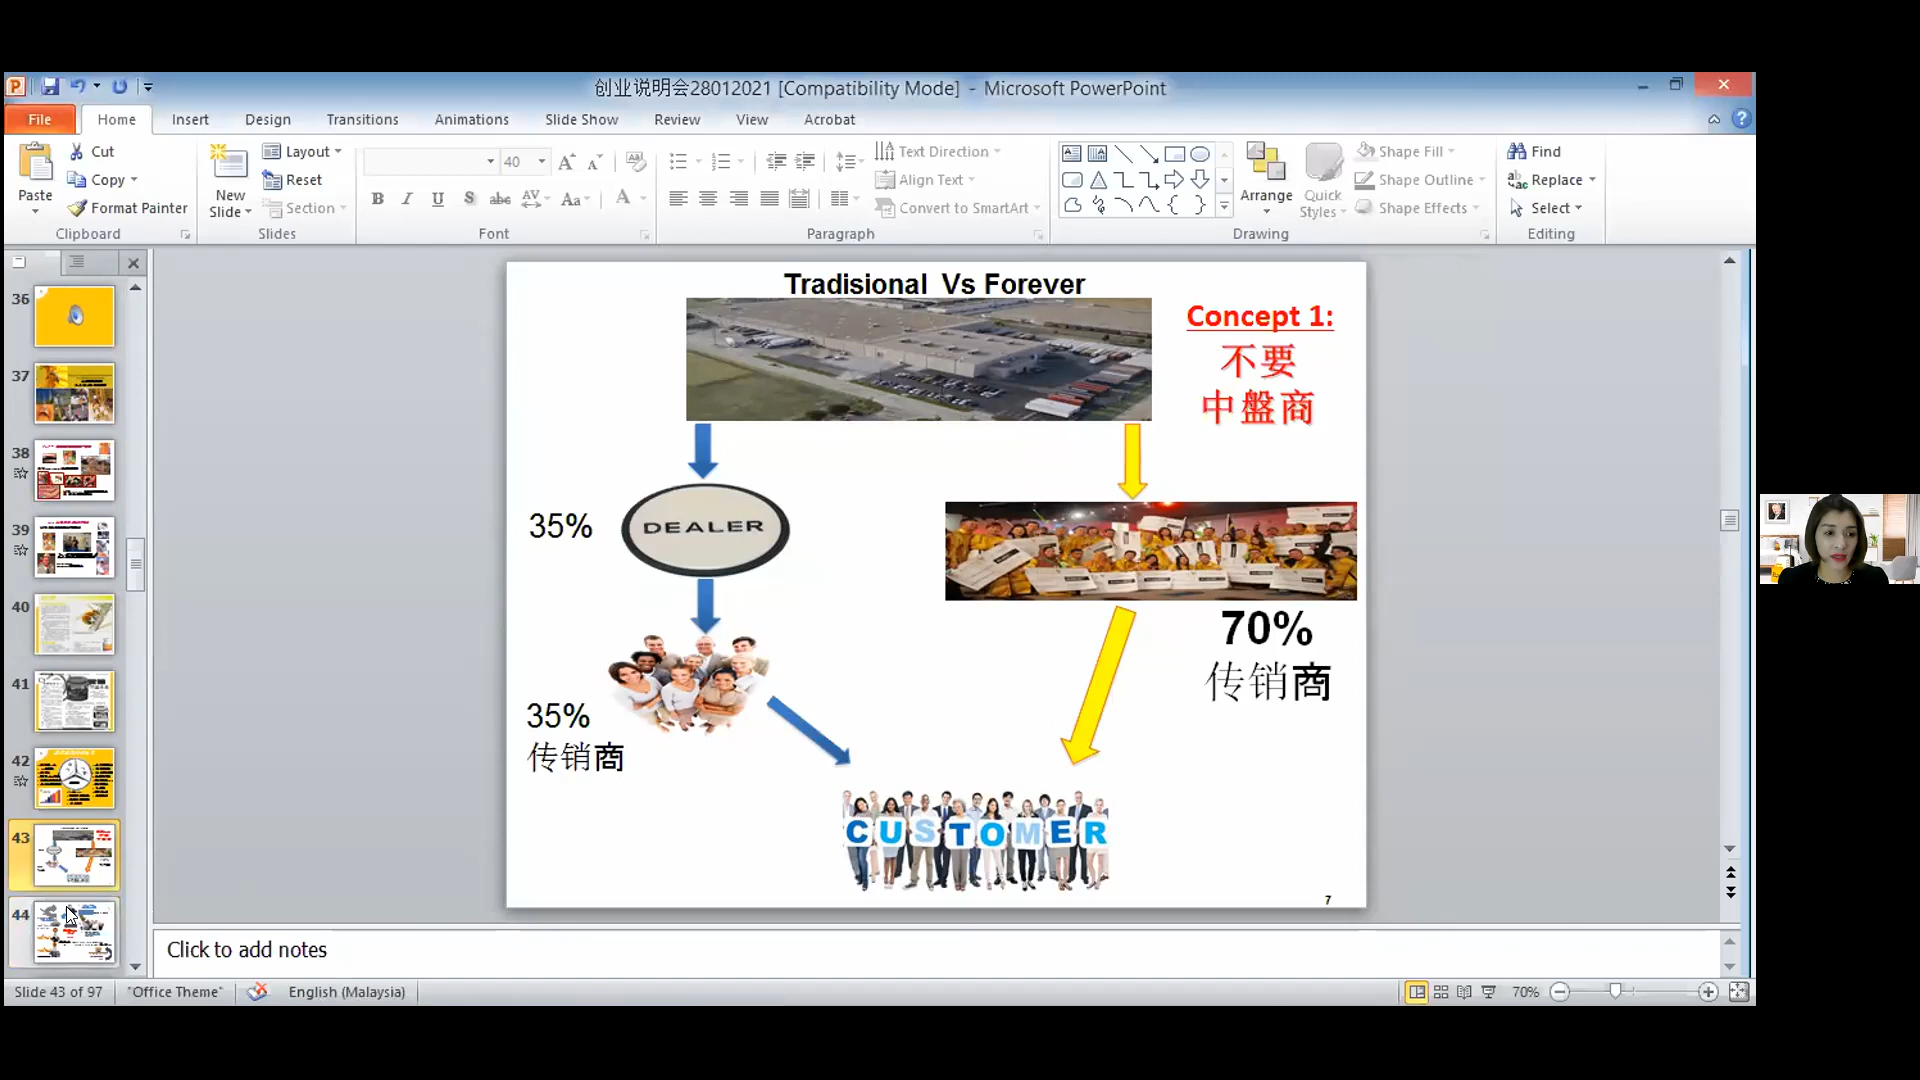 创业说明会28012021 [Compatibility Mode] - Microsoft PowerPoint
File Home Insert Design Transitions Animations Slide Show Review View Acrobat
Paste
Cut
Copy
Format Painter
Clipboard
New Slide
Layout
Reset
Section
Slides
40
Font
Paragraph
Text Direction
Align Text
Convert to SmartArt
Arrange
Quick Styles
Shape Fill
Shape Outline
Shape Effects
Drawing
Find
Replace
Select
Editing
36
37
38
39
40
41
42
43
44
Tradisional Vs Forever
Concept 1:
不要
中盤商
35%
DEALER
70%
传销商
35%
传销商
CUSTOMER
7
Click to add notes
Slide 43 of 97
"Office Theme"
English (Malaysia)
70%